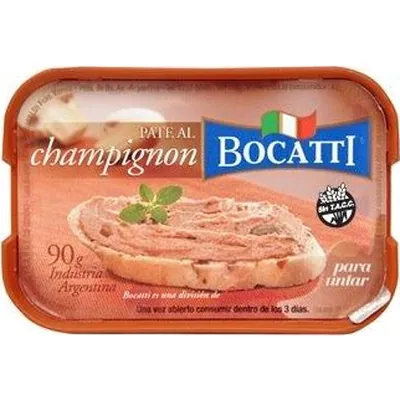 PATE AL
champignon
BOCATTI
Sin T.A.C.C.
90g
Industria
Argentina
para
untar
Bocatti es una división de
Una vez abierto consumir dentro de los 3 días.